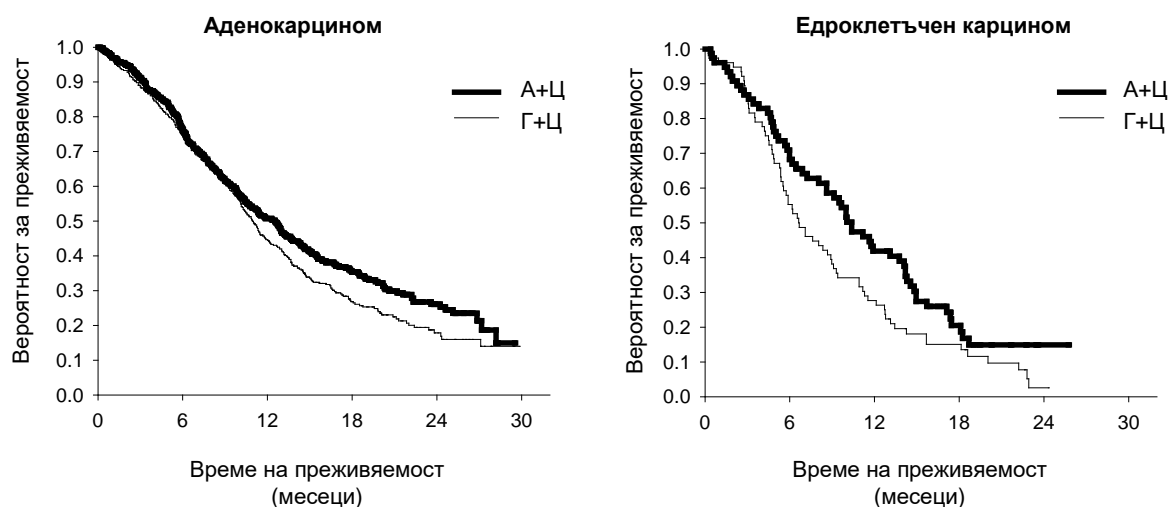 Аденокарцином
Вероятност за преживяемост
1.0
0.9
0.8
0.7
0.6
0.5
0.4
0.3
0.2
0.1
0.0
0 6 12 18 24 30
Време на преживяемост
(месеци)
А+Ц
Г+Ц
Едроклетъчен карцином
Вероятност за преживяемост
1.0
0.9
0.8
0.7
0.6
0.5
0.4
0.3
0.2
0.1
0.0
0 6 12 18 24 30
Време на преживяемост
(месеци)
А+Ц
Г+Ц